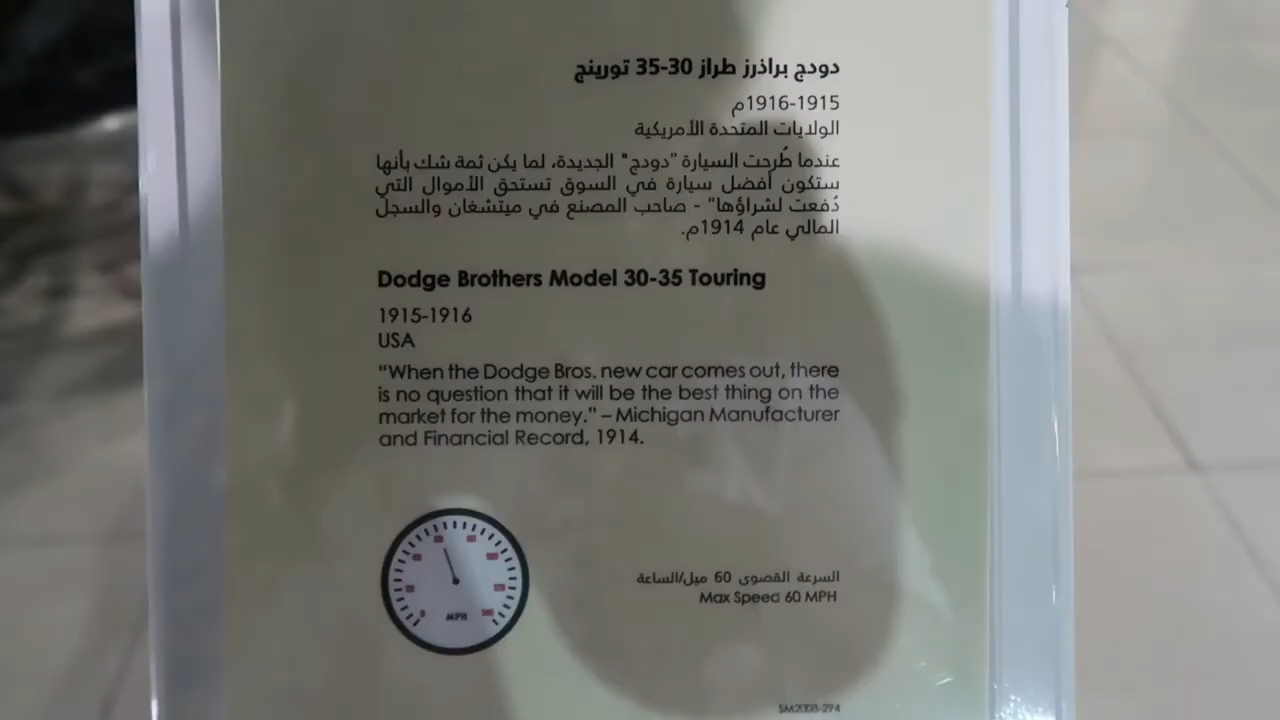 دودج براذرز طراز 30-35 تورينج
1915-1916م
الولايات المتحدة الأمريكية
عندما طُرحت السيارة "دودج" الجديدة، لما يكن ثمة شك بأنها
ستكون أفضل سيارة في السوق تستحق الأموال التي
دُفعت لشراؤها" - صاحب المصنع في ميتشغان والسجل
المالي عام 1914م.
Dodge Brothers Model 30-35 Touring
1915-1916
USA
“When the Dodge Bros. new car comes out, there
is no question that it will be the best thing on the
market for the money.” – Michigan Manufacturer
and Financial Record, 1914.
MPH
السرعة القصوى 60 ميل/الساعة
Max Speed 60 MPH
SM2008-294